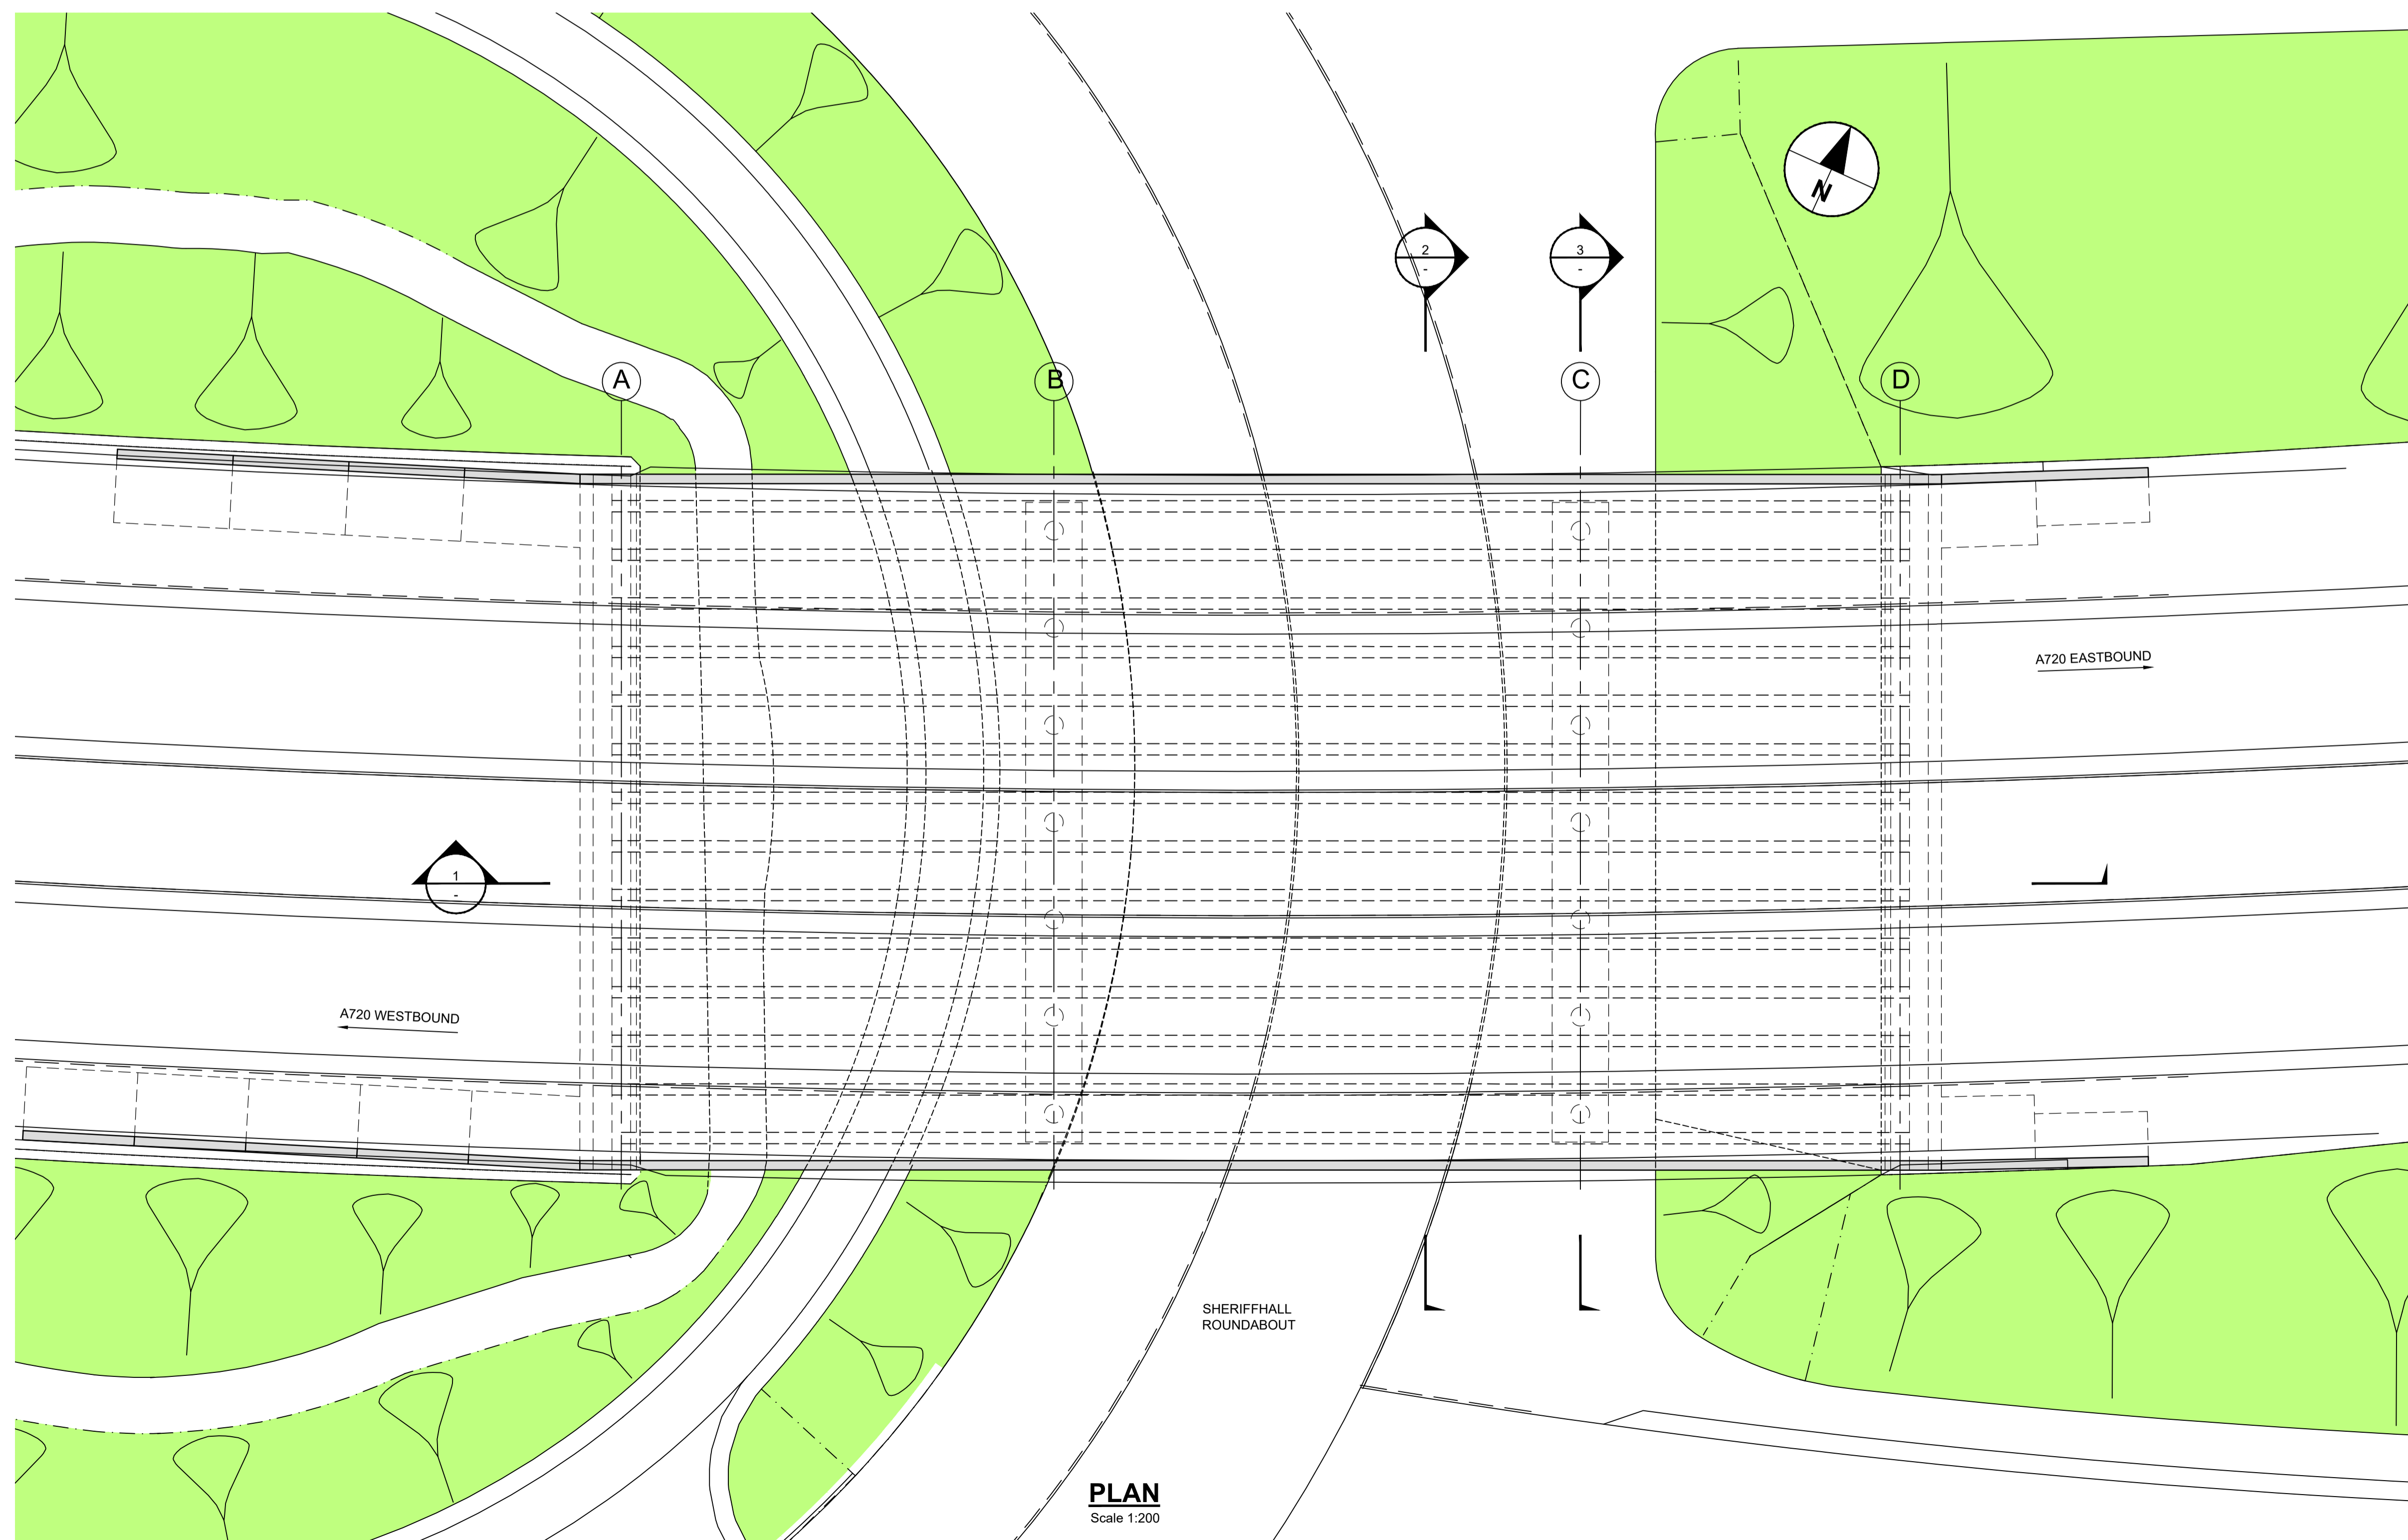 N
2
-
3
-
A
B
C
D
A720 EASTBOUND
1
-
A720 WESTBOUND
SHERIFFHALL
ROUNDABOUT
PLAN
Scale 1:200